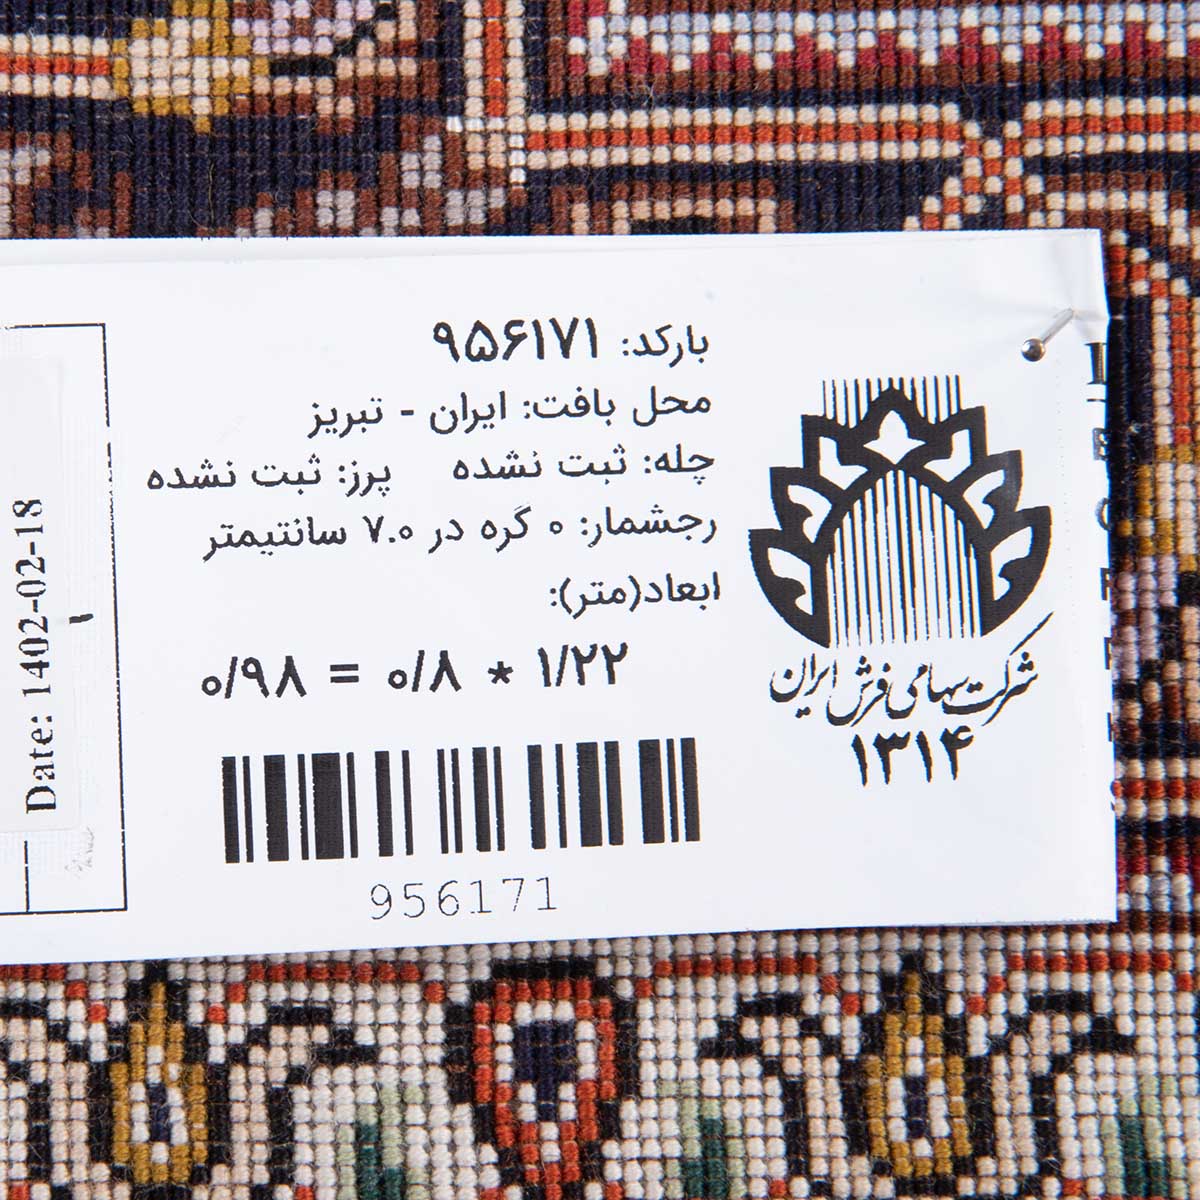 بارکد: ۹۵۶۱۷۱
محل بافت: ایران - تبریز
چله: ثبت نشده پرز: ثبت نشده
رجشمار: ۰ گره در ۷.۰ سانتیمتر
ابعاد(متر):
۱/۲۲ * ۰/۸ = ۰/۹۸
956171
شرکت سهامی فرش ایران
۱۳۱۴
Date: 1402-02-18